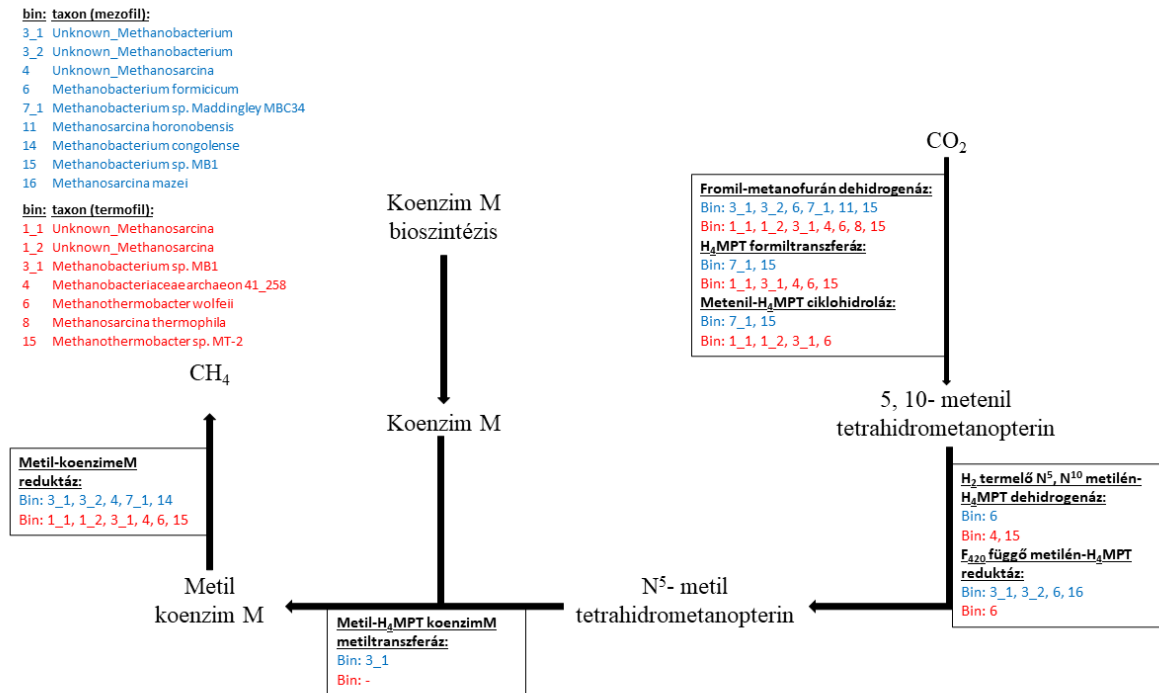 bin: taxon (mezofil):
3_1 Unknown_Methanobacterium
3_2 Unknown_Methanobacterium
4 Unknown_Methanosarcina
6 Methanobacterium formicicum
7_1 Methanobacterium sp. Maddingley MBC34
11 Methanosarcina horonobensis
14 Methanobacterium congolense
15 Methanobacterium sp. MB1
16 Methanosarcina mazei
bin: taxon (termofil):
1_1 Unknown_Methanosarcina
1_2 Unknown_Methanosarcina
3_1 Methanobacterium sp. MB1
4 Methanobacteriaceae archaeon 41_258
6 Methanothermobacter wolfeii
8 Methanosarcina thermophila
15 Methanothermobacter sp. MT-2
CH₄
Metil-koenzimeM
reduktáz:
Bin: 3_1, 3_2, 4, 7_1, 14
Bin: 1_1, 1_2, 3_1, 4, 6, 15
Metil
koenzim M
Koenzim M
bioszintézis
Koenzim M
Metil-H₄MPT koenzimM
metiltranszferáz:
Bin: 3_1
Bin: -
N⁵- metil
tetrahidrometanopterin
CO₂
Fromil-metanofurán dehidrogenáz:
Bin: 3_1, 3_2, 6, 7_1, 11, 15
Bin: 1_1, 1_2, 3_1, 4, 6, 8, 15
H₄MPT formiltranszferáz:
Bin: 7_1, 15
Bin: 1_1, 3_1, 4, 6, 15
Metenil-H₄MPT ciklohidroláz:
Bin: 7_1, 15
Bin: 1_1, 1_2, 3_1, 6
5, 10- metenil
tetrahidrometanopterin
H₂ termelő N⁵, N¹⁰ metilén-
H₄MPT dehidrogenáz:
Bin: 6
Bin: 4, 15
F₄₂₀ függő metilén-H₄MPT
reduktáz:
Bin: 3_1, 3_2, 6, 16
Bin: 6